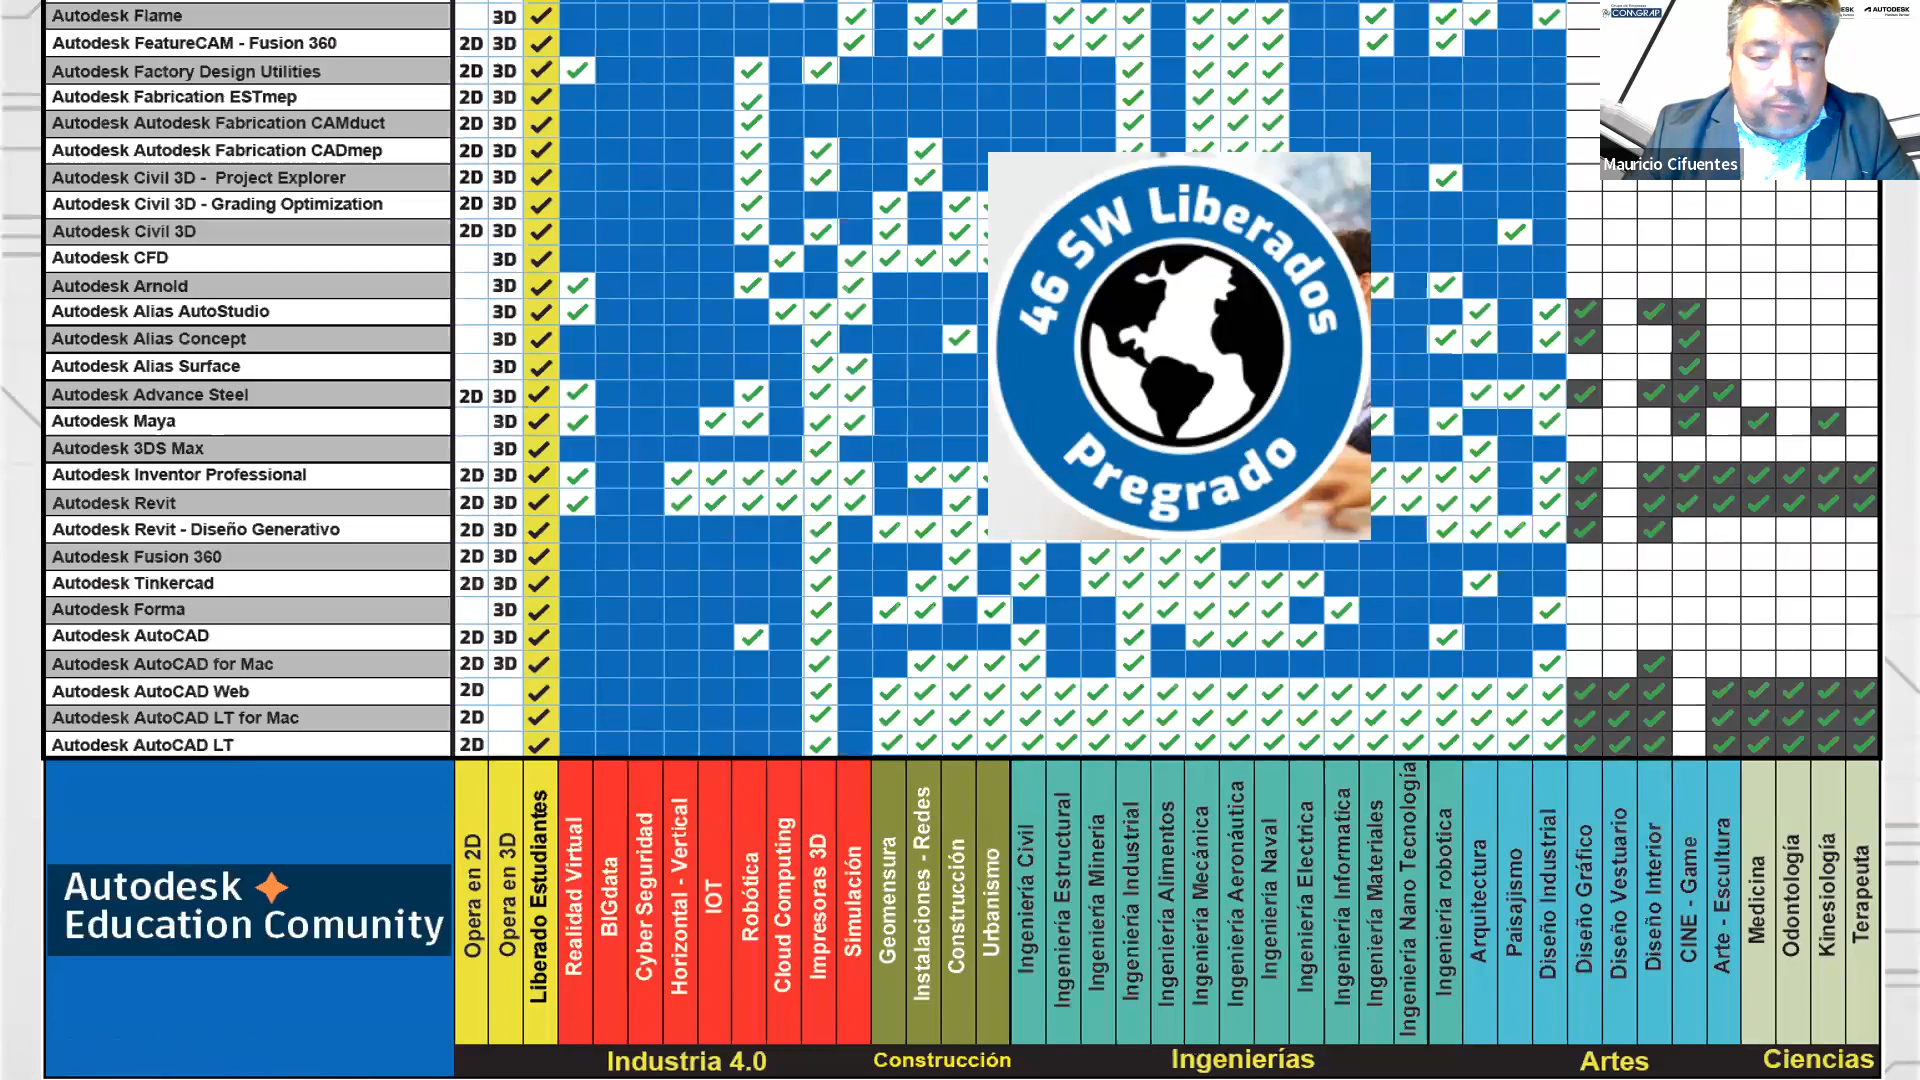 Autodesk Flame 3D
Autodesk FeatureCAM - Fusion 360 2D 3D
Autodesk Factory Design Utilities 2D 3D
Autodesk Fabrication ESTmep 2D 3D
Autodesk Autodesk Fabrication CAMduct 2D 3D
Autodesk Autodesk Fabrication CADmep 2D 3D
Autodesk Civil 3D - Project Explorer 2D 3D
Autodesk Civil 3D - Grading Optimization 2D 3D
Autodesk Civil 3D 2D 3D
Autodesk CFD 3D
Autodesk Arnold 3D
Autodesk Alias AutoStudio 3D
Autodesk Alias Concept 3D
Autodesk Alias Surface 3D
Autodesk Advance Steel 2D 3D
Autodesk Maya 3D
Autodesk 3DS Max 3D
Autodesk Inventor Professional 2D 3D
Autodesk Revit 2D 3D
Autodesk Revit - Diseño Generativo 2D 3D
Autodesk Fusion 360 2D 3D
Autodesk Tinkercad 2D 3D
Autodesk Forma 3D
Autodesk AutoCAD 2D 3D
Autodesk AutoCAD for Mac 2D 3D
Autodesk AutoCAD Web 2D
Autodesk AutoCAD LT for Mac 2D
Autodesk AutoCAD LT 2D
46 SW Liberados
Pregrado
COMGRAP
AUTODESK
Mauricio Cifuentes
Autodesk
Education Comunity
Opera en 2D
Opera en 3D
Liberado Estudiantes
Realidad Virtual
BIGdata
Cyber Seguridad
Horizontal - Vertical
IOT
Robótica
Cloud Computing
Impresoras 3D
Simulación
Geomensura
Instalaciones - Redes
Construcción
Urbanismo
Ingeniería Civil
Ingeniería Estructural
Ingeniería Minería
Ingeniería Industrial
Ingeniería Alimentos
Ingeniería Mecánica
Ingeniería Aeronáutica
Ingeniería Naval
Ingeniería Electrica
Ingeniería Informatica
Ingeniería Materiales
Ingeniería Nano Tecnología
Ingeniería robotica
Arquitectura
Paisajismo
Diseño Industrial
Diseño Gráfico
Diseño Vestuario
Diseño Interior
CINE - Game
Arte - Escultura
Medicina
Odontología
Kinesiología
Terapeuta
Industria 4.0
Construcción
Ingenierías
Artes
Ciencias